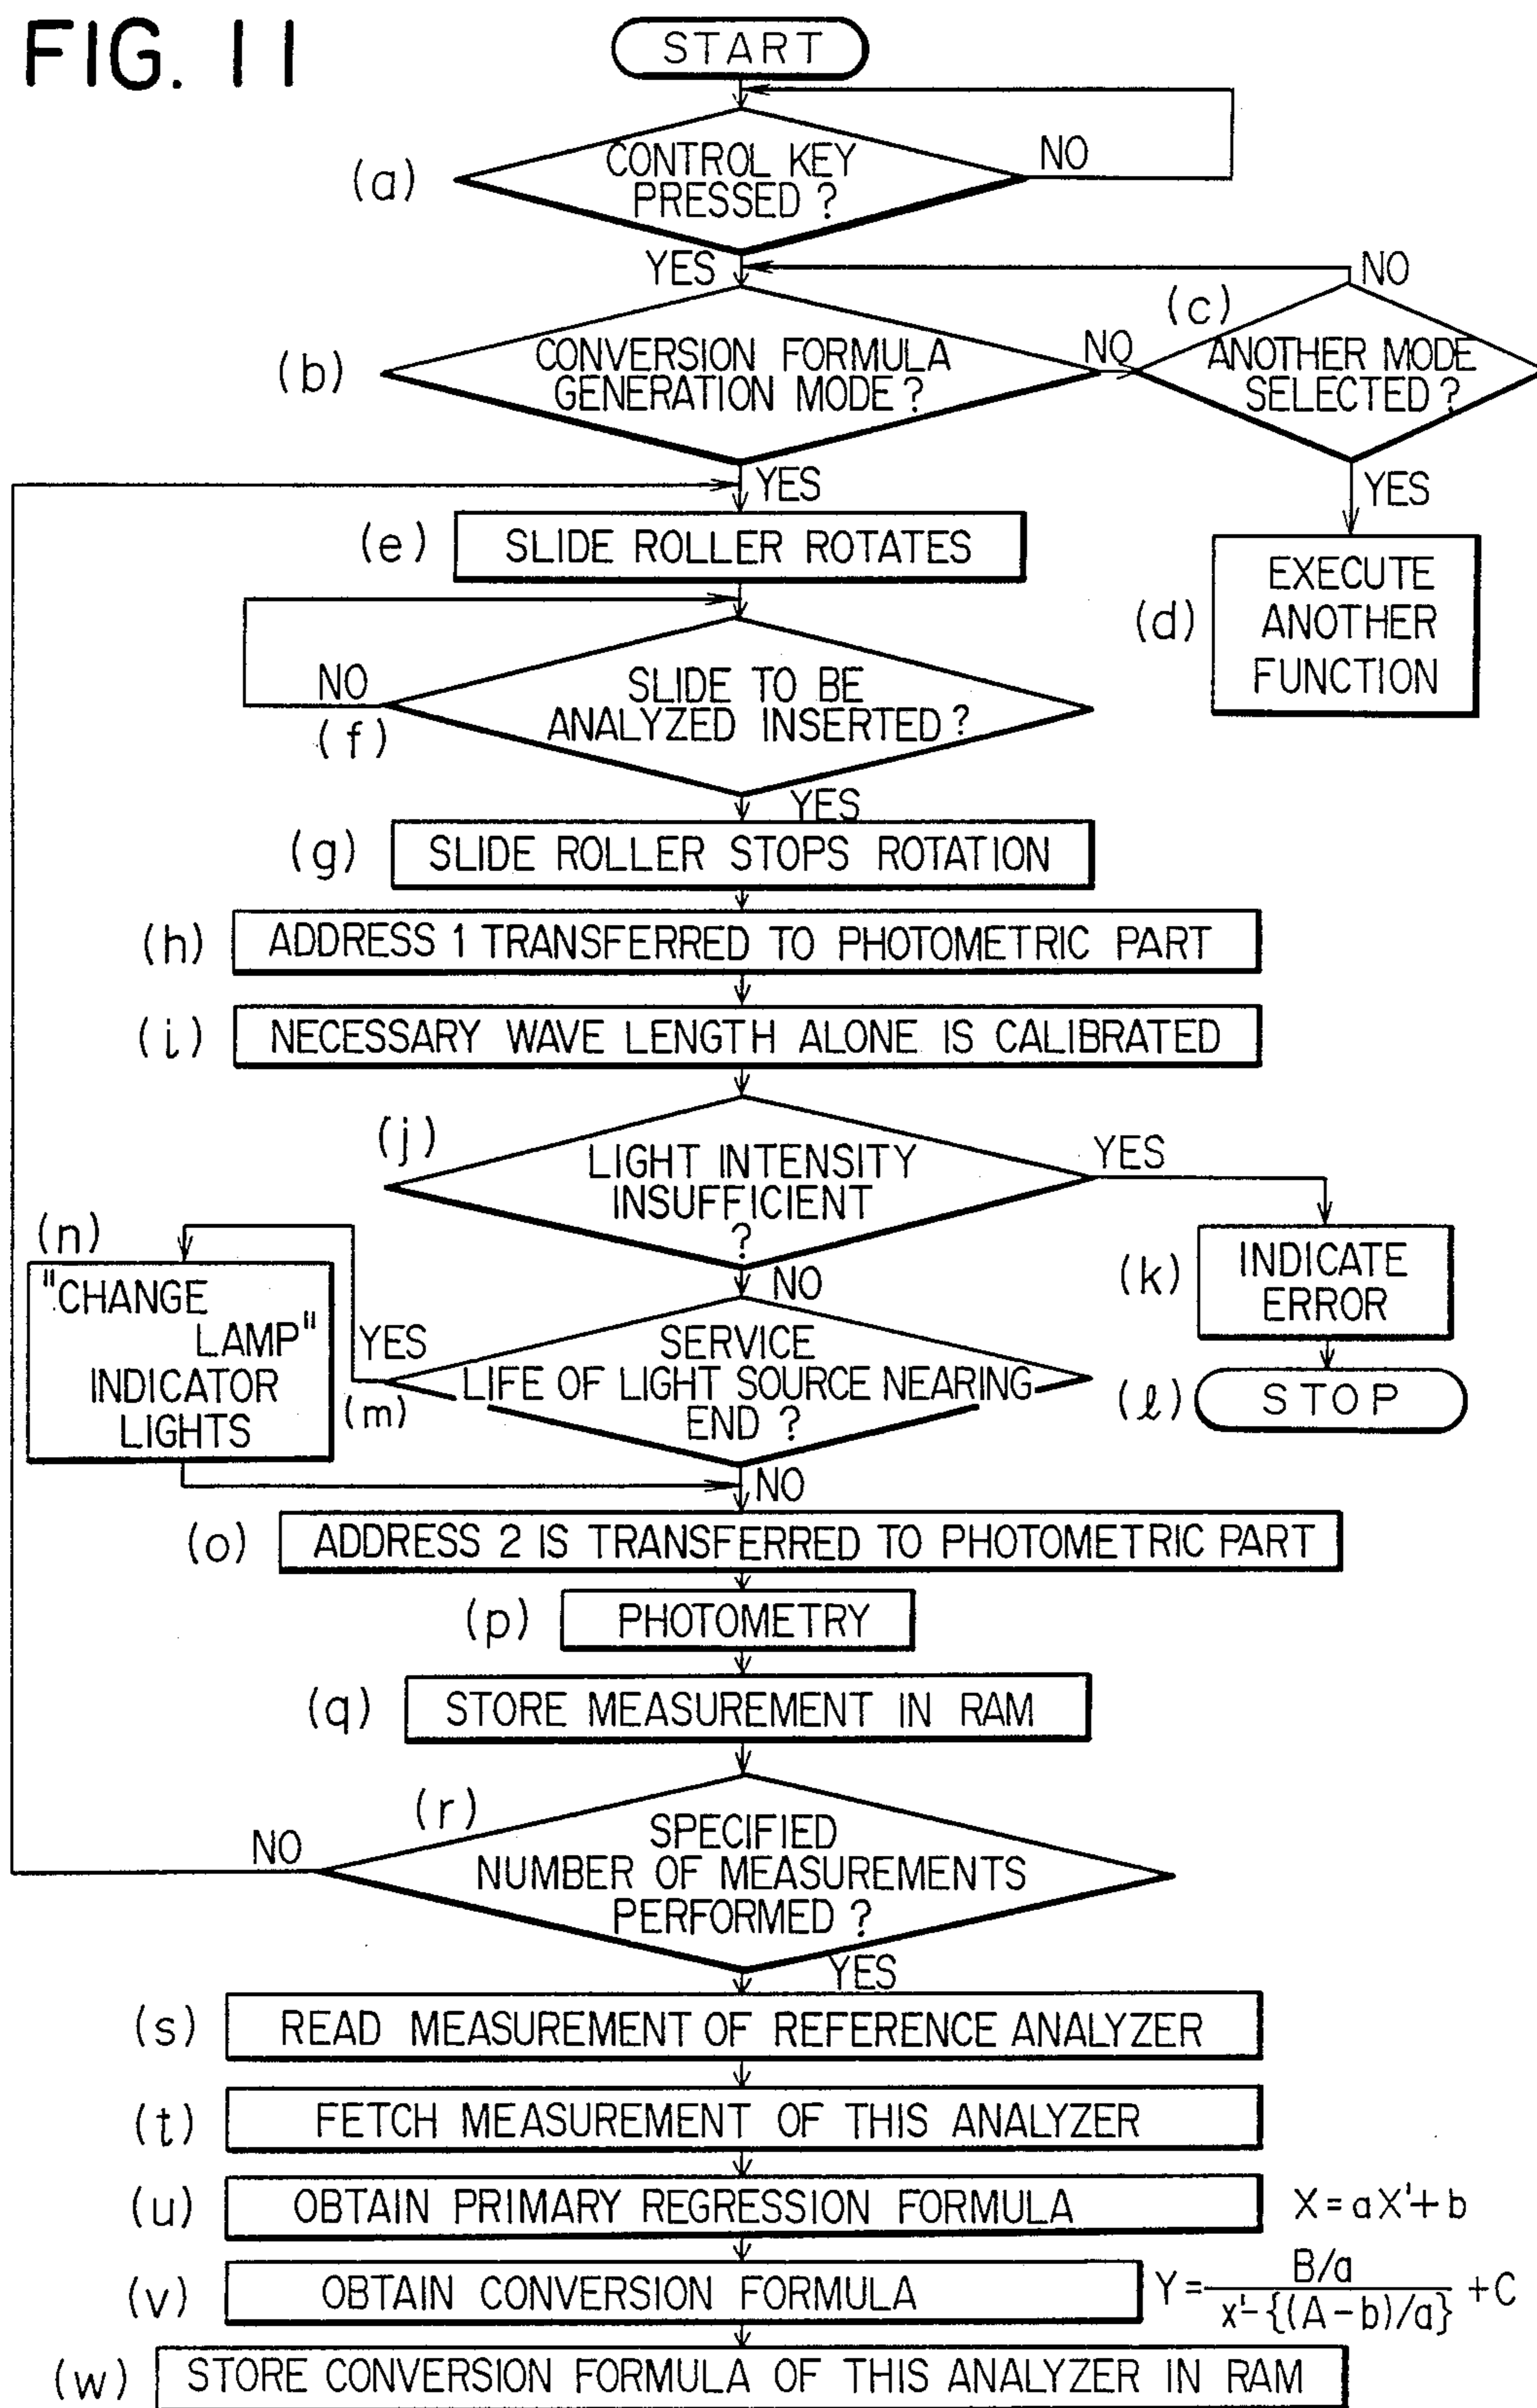 FIG. 11
START
(a)
CONTROL KEY
PRESSED ?
NO
YES
(b)
CONVERSION FORMULA
GENERATION MODE ?
NO
(c)
ANOTHER MODE
SELECTED ?
NO
YES
(d)
EXECUTE
ANOTHER
FUNCTION
YES
(e)
SLIDE ROLLER ROTATES
(f)
SLIDE TO BE
ANALYZED INSERTED ?
NO
YES
(g)
SLIDE ROLLER STOPS ROTATION
(h)
ADDRESS 1 TRANSFERRED TO PHOTOMETRIC PART
(i)
NECESSARY WAVE LENGTH ALONE IS CALIBRATED
(j)
LIGHT INTENSITY
INSUFFICIENT
?
YES
(k)
INDICATE
ERROR
(l)
STOP
NO
(m)
SERVICE
LIFE OF LIGHT SOURCE NEARING
END ?
YES
(n)
"CHANGE
LAMP"
INDICATOR
LIGHTS
NO
(o)
ADDRESS 2 IS TRANSFERRED TO PHOTOMETRIC PART
(p)
PHOTOMETRY
(q)
STORE MEASUREMENT IN RAM
(r)
SPECIFIED
NUMBER OF MEASUREMENTS
PERFORMED ?
NO
YES
(s)
READ MEASUREMENT OF REFERENCE ANALYZER
(t)
FETCH MEASUREMENT OF THIS ANALYZER
(u)
OBTAIN PRIMARY REGRESSION FORMULA
X = aX' + b
(v)
OBTAIN CONVERSION FORMULA
B/a
Y = ——— + C
x' - {(A - b)/a}
(w)
STORE CONVERSION FORMULA OF THIS ANALYZER IN RAM